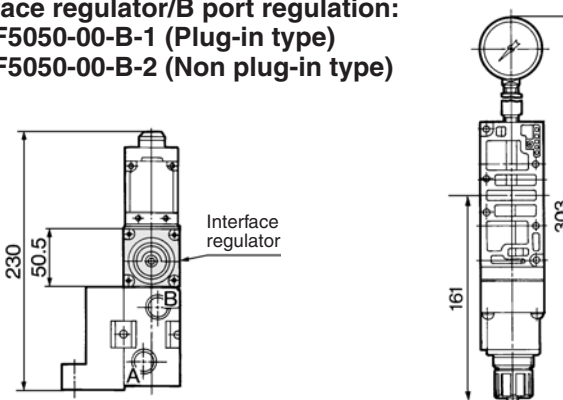 ace regulator/B port regulation:
F5050-00-B-1 (Plug-in type)
F5050-00-B-2 (Non plug-in type)
Interface
regulator
230
50.5
B
A
161
303